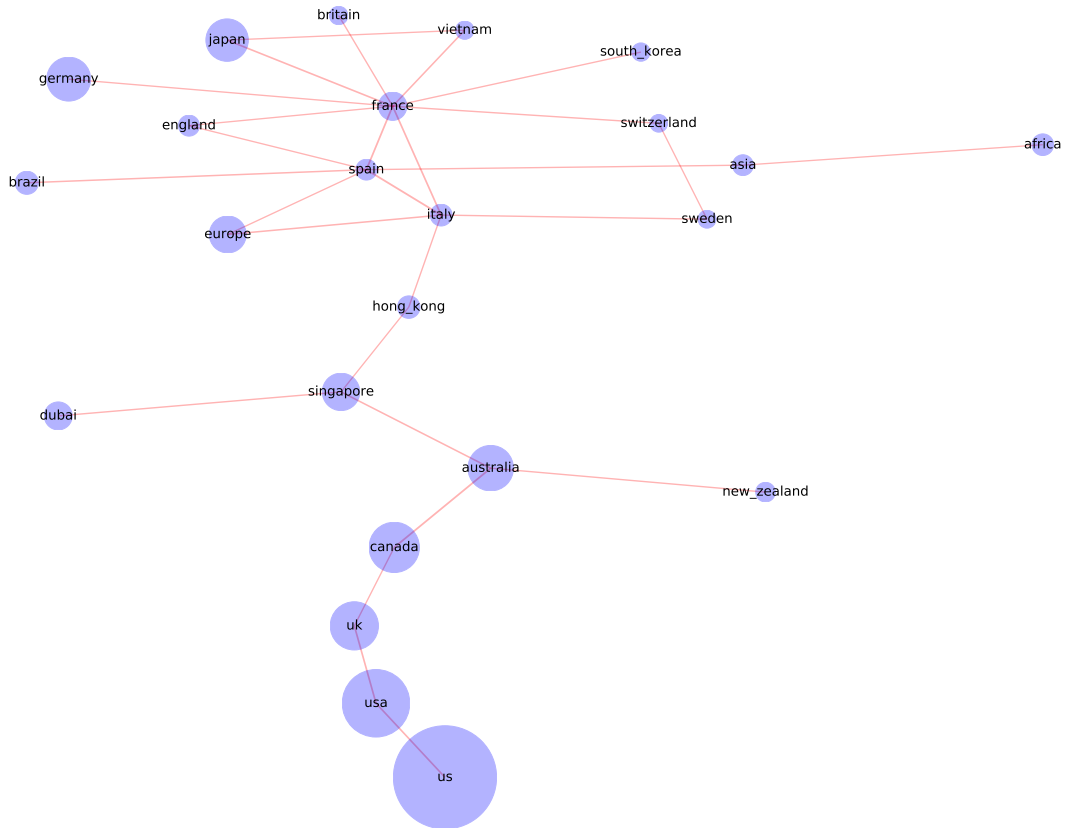 britain
vietnam
japan
south_korea
germany
france
switzerland
england
africa
asia
spain
brazil
italy
sweden
europe
hong_kong
singapore
dubai
australia
new_zealand
canada
uk
usa
us